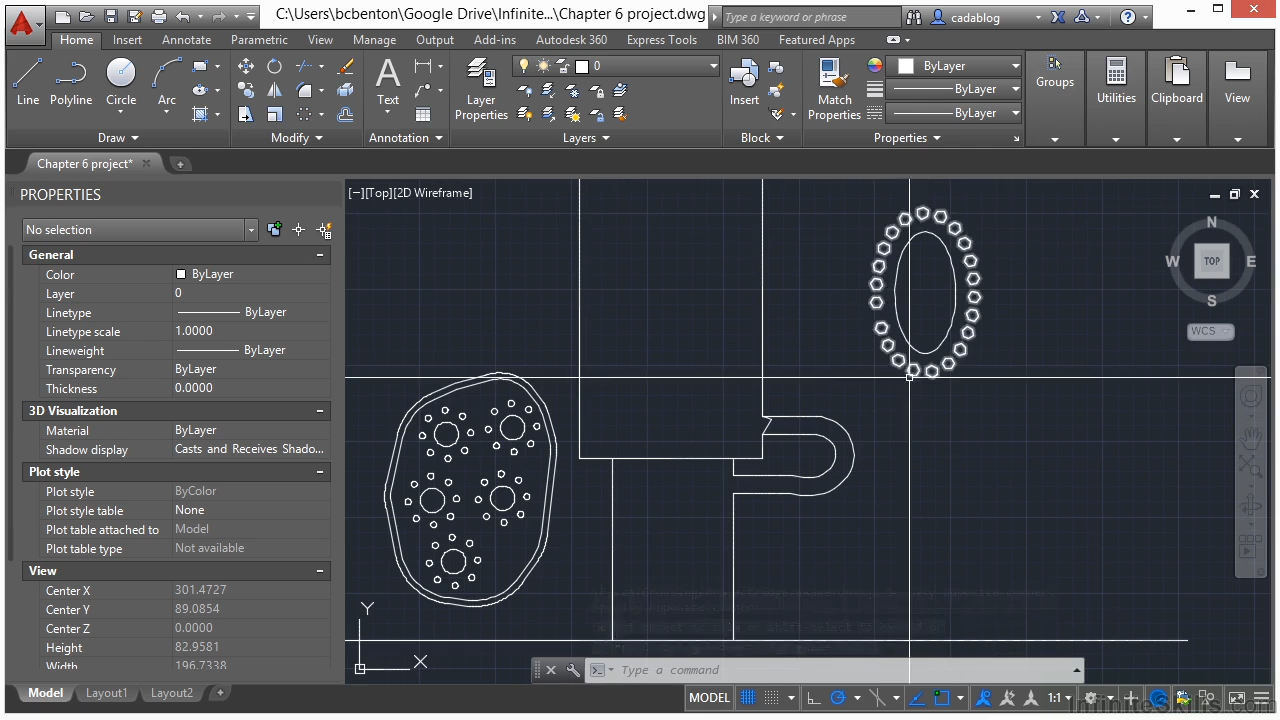 C:\Users\bcbenton\Google Drive\Infinite...\Chapter 6 project.dwg
Type a keyword or phrase
cadablog
Home Insert Annotate Parametric View Manage Output Add-ins Autodesk 360 Express Tools BIM 360 Featured Apps
Line Polyline Circle Arc
Text
Layer Properties
0
Insert
Match Properties
ByLayer
ByLayer
ByLayer
Groups
Utilities
Clipboard
View
Draw Modify Annotation Layers Block Properties
Chapter 6 project*
PROPERTIES
No selection
General
Color ByLayer
Layer 0
Linetype ByLayer
Linetype scale 1.0000
Lineweight ByLayer
Transparency ByLayer
Thickness 0.0000
3D Visualization
Material ByLayer
Shadow display Casts and Receives Shado...
Plot style
Plot style ByColor
Plot style table None
Plot table attached to Model
Plot table type Not available
View
Center X 301.4727
Center Y 89.0854
Center Z 0.0000
Height 82.9581
Width 196.7338
[−][Top][2D Wireframe]
N
W TOP E
S
WCS
Y
X
Type a command
Model Layout1 Layout2
MODEL
1:1
InfiniteSkills.com